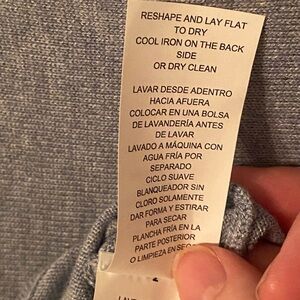 RESHAPE AND LAY FLAT
TO DRY
COOL IRON ON THE BACK
SIDE
OR DRY CLEAN
LAVAR DESDE ADENTRO
HACIA AFUERA
COLOCAR EN UNA BOLSA
DE LAVANDERÍA ANTES
DE LAVAR
LAVADO A MÁQUINA CON
AGUA FRÍA POR
SEPARADO
CICLO SUAVE
BLANQUEADOR SIN
CLORO SOLAMENTE
DAR FORMA Y ESTIRAR
PARA SECAR
PLANCHA FRÍA EN LA
PARTE POSTERIOR
O LIMPIEZA EN